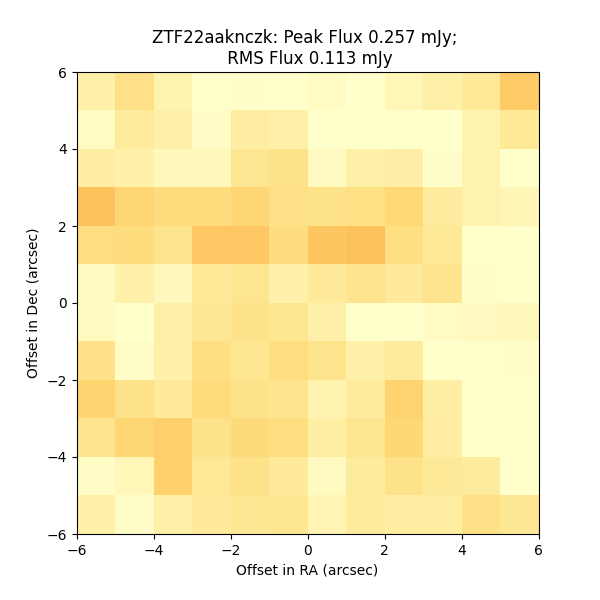 ZTF22aaknczk: Peak Flux 0.257 mJy;
RMS Flux 0.113 mJy
6
4
2
0
−2
−4
−6
Offset in Dec (arcsec)
−6 −4 −2 0 2 4 6
Offset in RA (arcsec)